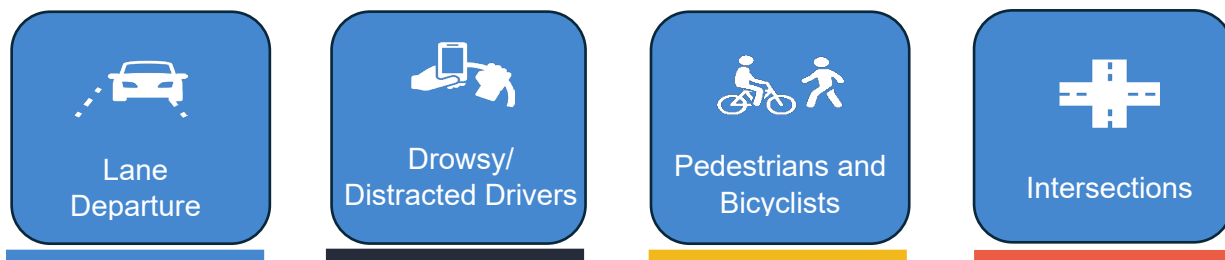 Lane
Departure
Drowsy/
Distracted Drivers
Pedestrians and
Bicyclists
Intersections